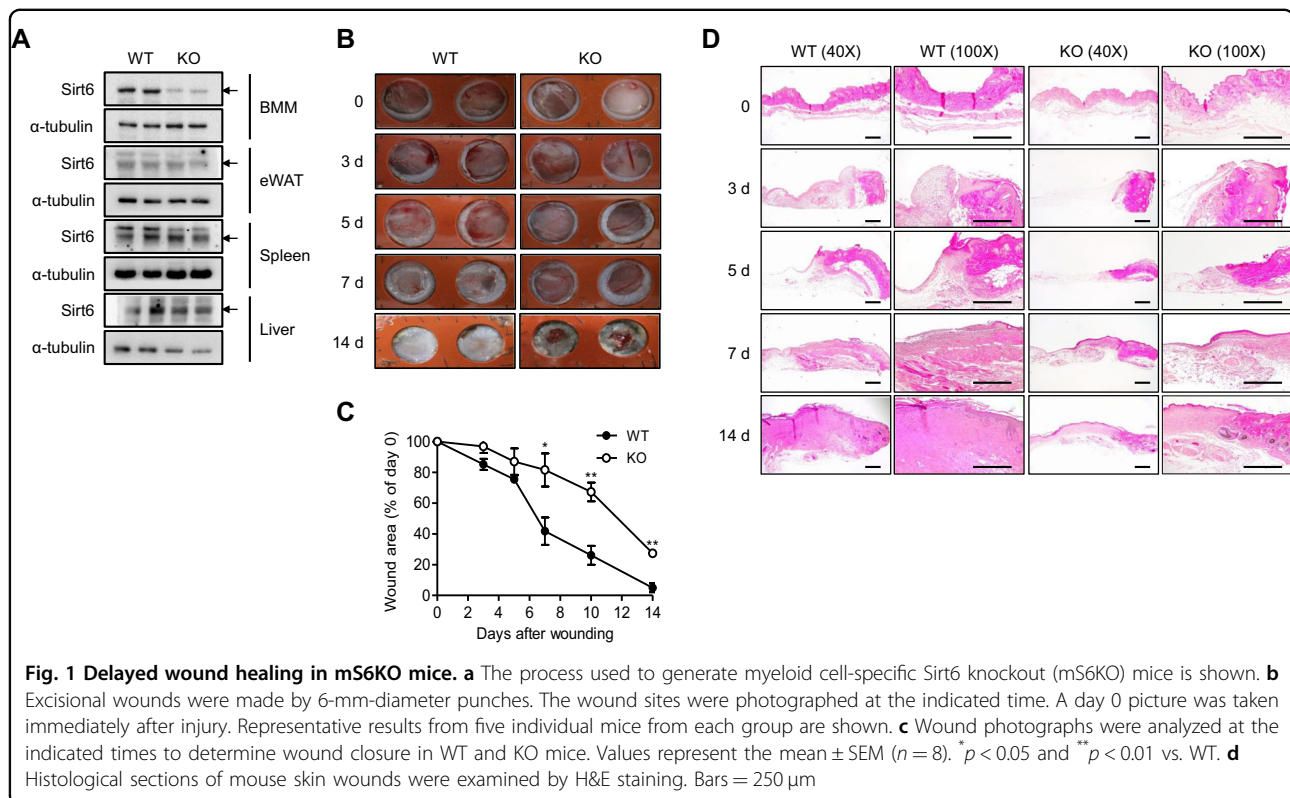 A
WT KO
Sirt6
α-tubulin
BMM
Sirt6
α-tubulin
eWAT
Sirt6
α-tubulin
Spleen
Sirt6
α-tubulin
Liver
B
WT KO
0
3 d
5 d
7 d
14 d
C
100
80
60
40
20
0
Wound area (% of day 0)
0 2 4 6 8 10 12 14
Days after wounding
WT
KO
*
**
**
D
WT (40X) WT (100X) KO (40X) KO (100X)
0
3 d
5 d
7 d
14 d
Fig. 1 Delayed wound healing in mS6KO mice. a The process used to generate myeloid cell-specific Sirt6 knockout (mS6KO) mice is shown. b
Excisional wounds were made by 6-mm-diameter punches. The wound sites were photographed at the indicated time. A day 0 picture was taken
immediately after injury. Representative results from five individual mice from each group are shown. c Wound photographs were analyzed at the
indicated times to determine wound closure in WT and KO mice. Values represent the mean ± SEM (n = 8). *p < 0.05 and **p < 0.01 vs. WT. d
Histological sections of mouse skin wounds were examined by H&E staining. Bars = 250 µm